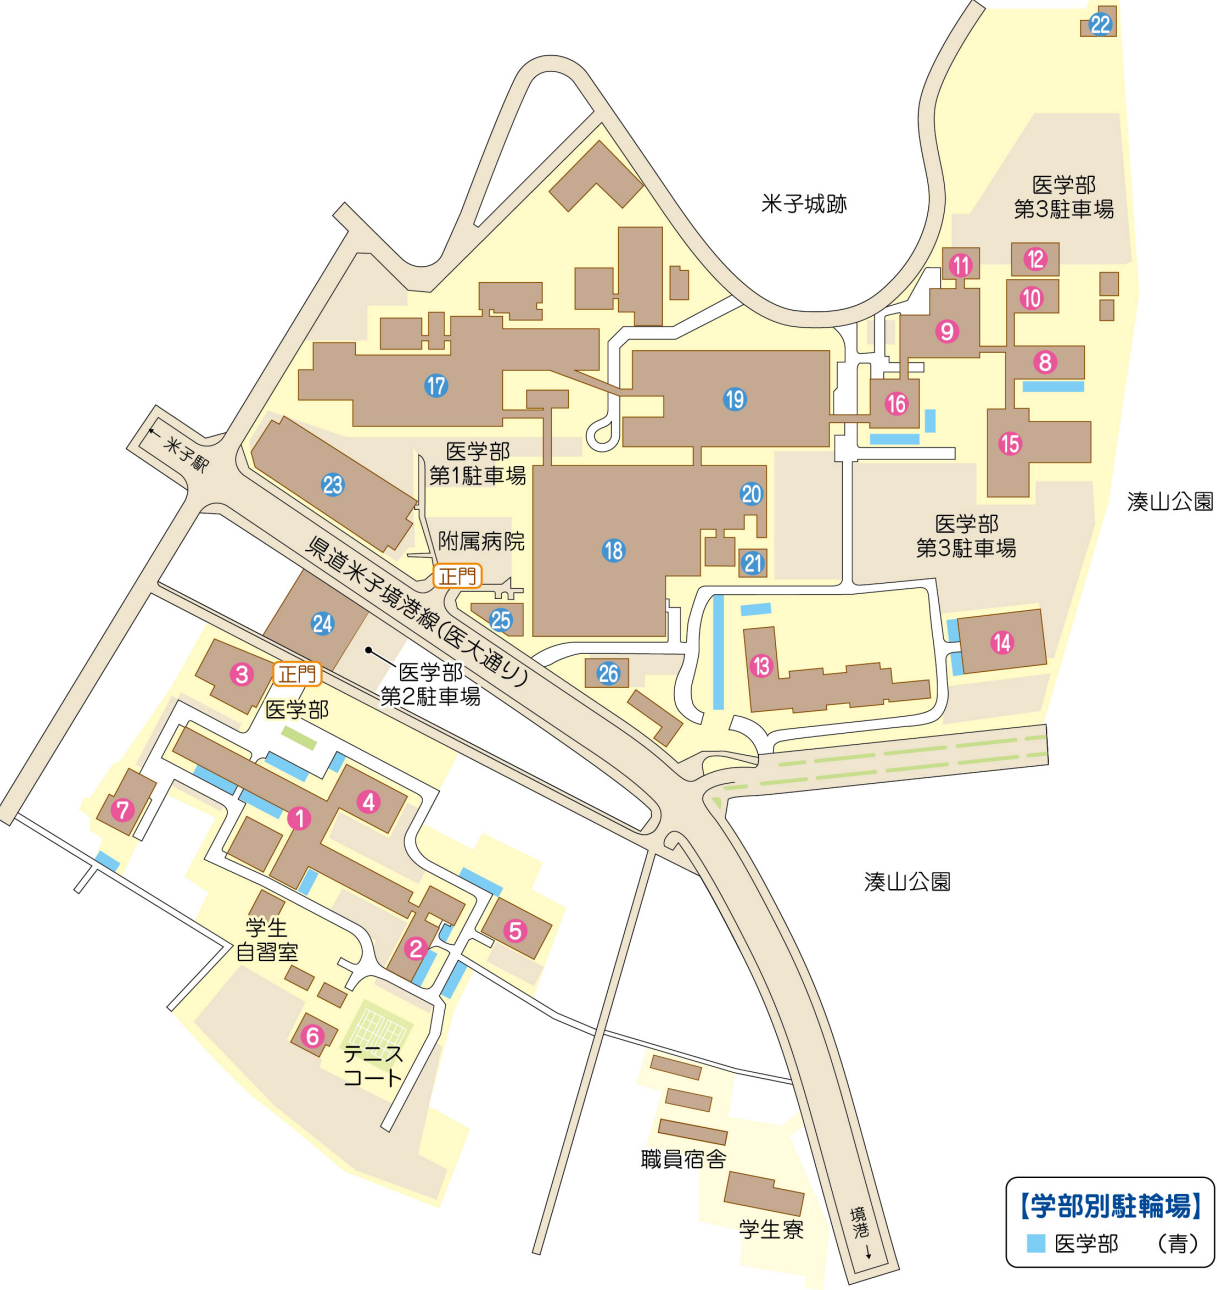 22
米子城跡
医学部
第3駐車場
11
12
10
9
8
17
19
16
15
←米子駅
医学部
第1駐車場
23
20
湊山公園
附属病院
18
医学部
第3駐車場
21
正門
県道米子境港線(医大通り)
25
24
14
13
26
3
正門
医学部
第2駐車場
医学部
7
1
4
湊山公園
学生
自習室
2
5
6
テニス
コート
職員宿舎
学生寮
境港→
【学部別駐輪場】
医学部 (青)